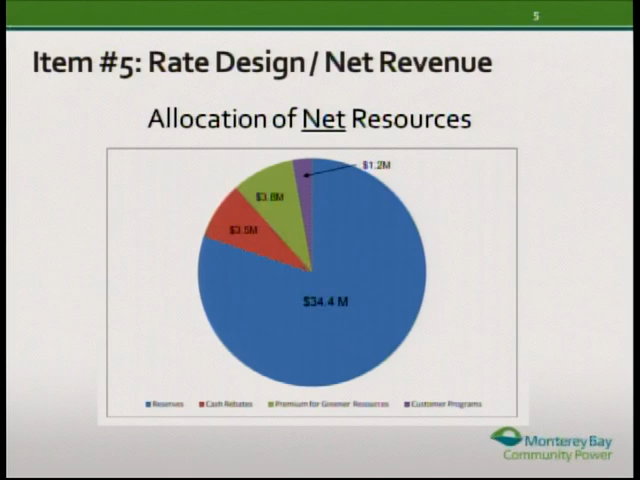 5
Item #5: Rate Design / Net Revenue
Allocation of Net Resources
$1.2M
$3.8M
$3.5M
$34.4 M
Reserves
Cash Rebates
Premium for Greener Resources
Customer Programs
Monterey Bay
Community Power